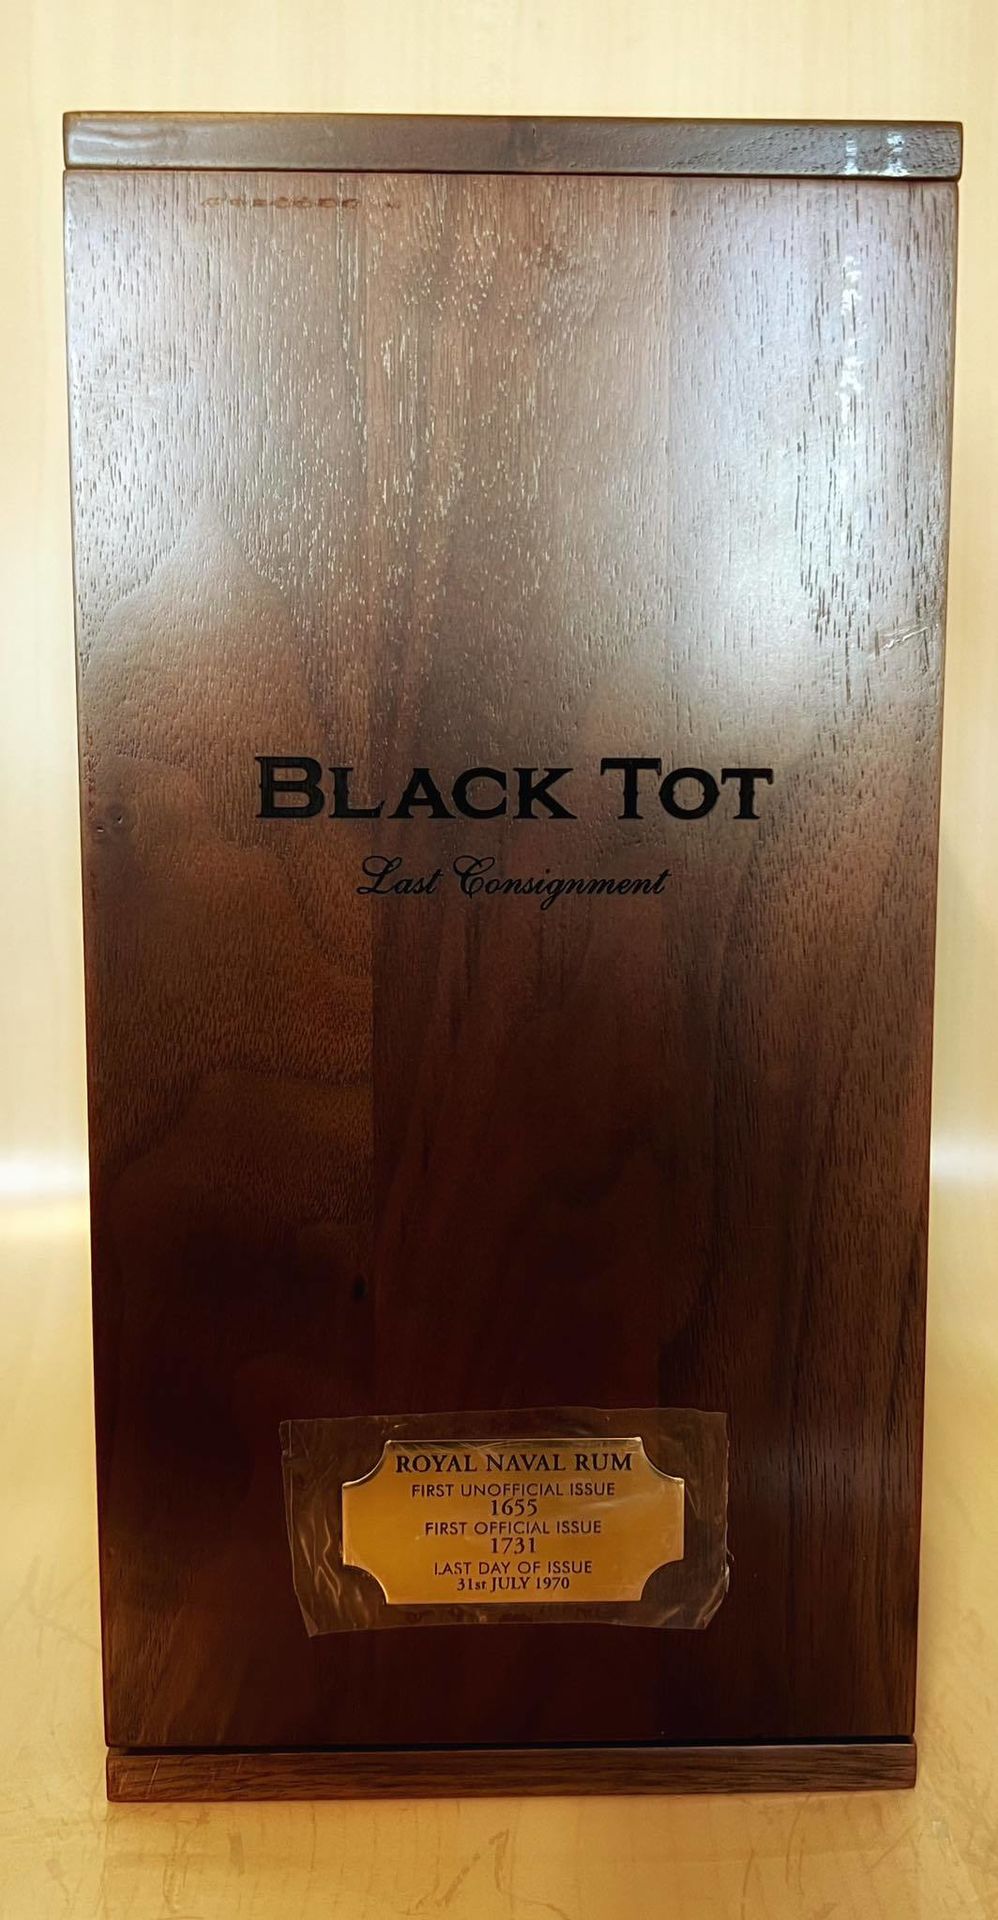 BLACK TOT
Last Consignment
ROYAL NAVAL RUM
FIRST UNOFFICIAL ISSUE
1655
FIRST OFFICIAL ISSUE
1731
LAST DAY OF ISSUE
31st JULY 1970